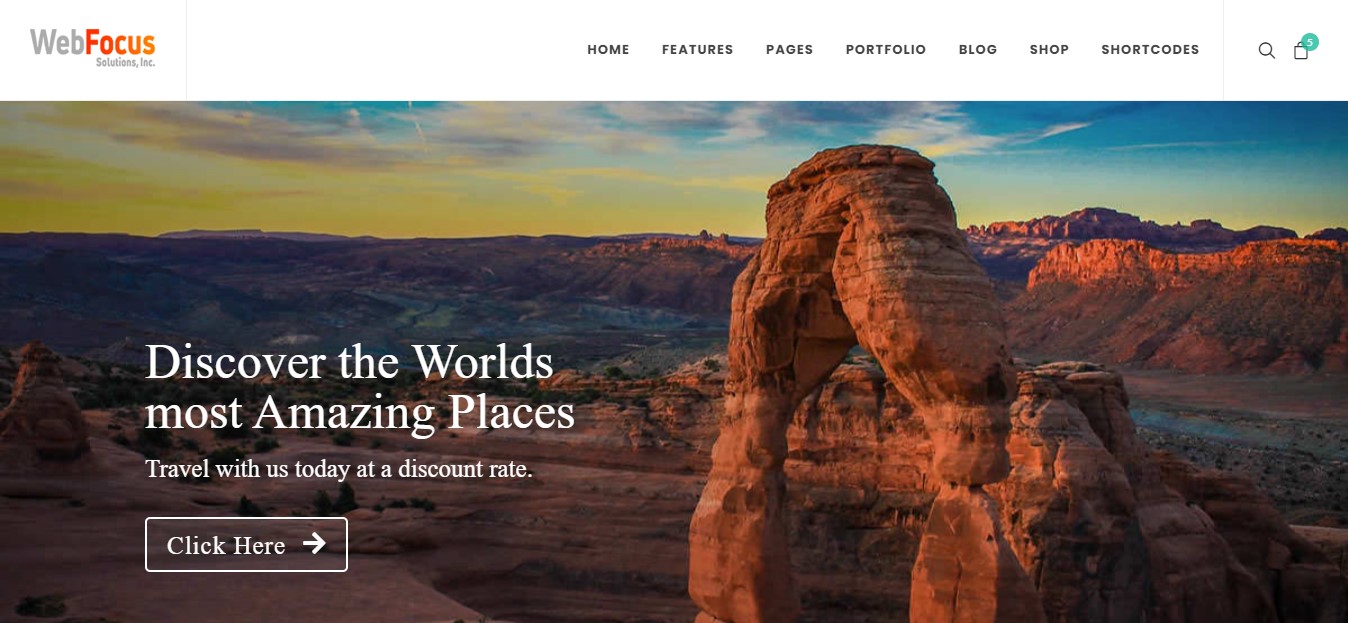 WebFocus
Solutions, Inc.
HOME FEATURES PAGES PORTFOLIO BLOG SHOP SHORTCODES
5
Discover the Worlds
most Amazing Places
Travel with us today at a discount rate.
Click Here